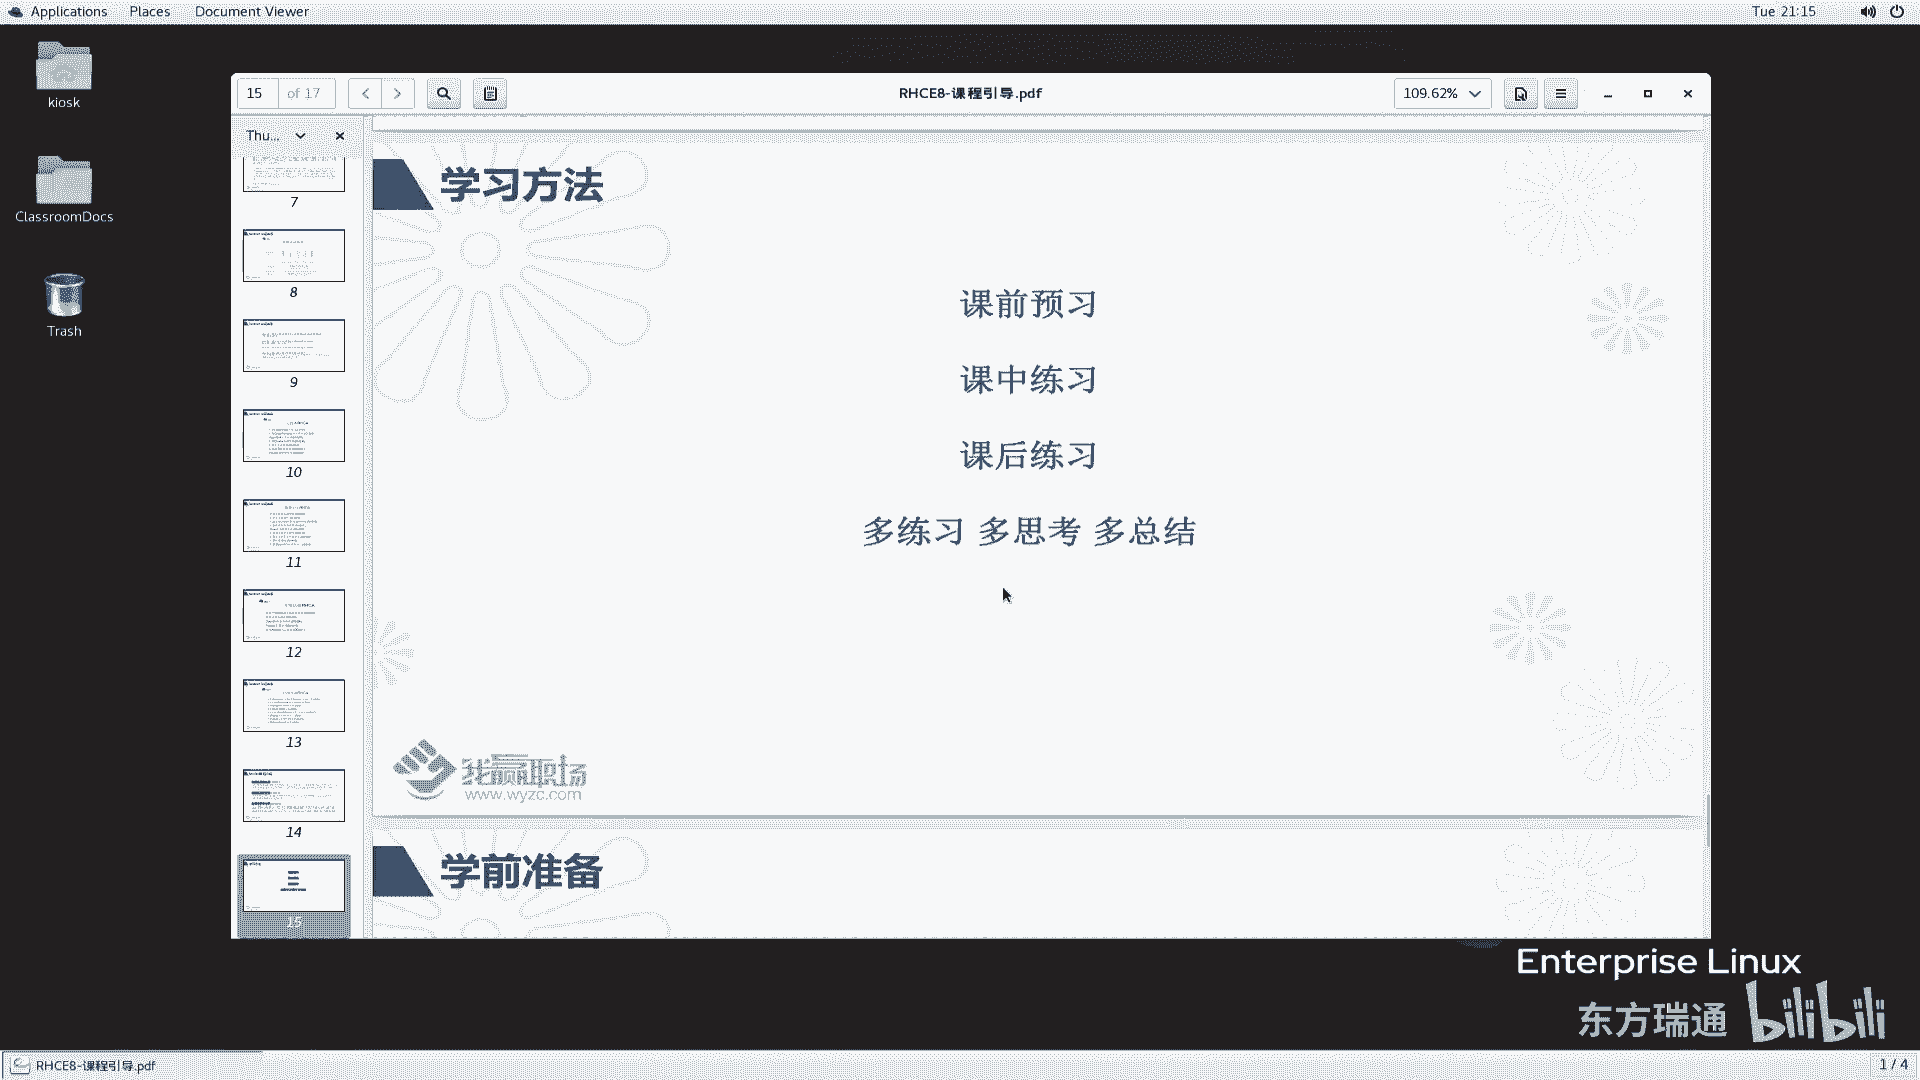 Applications Places Document Viewer
Tue 21:15
kiosk
ClassroomDocs
Trash
15 of 17
RHCE8-课程引导.pdf
109.62%
Thu...
7
8
9
10
11
12
13
14
15
学习方法
课前预习
课中练习
课后练习
多练习 多思考 多总结
我赢职场
www.wyzc.com
学前准备
Enterprise Linux
东方瑞通 bilibili
RHCE8-课程引导.pdf
1 / 4